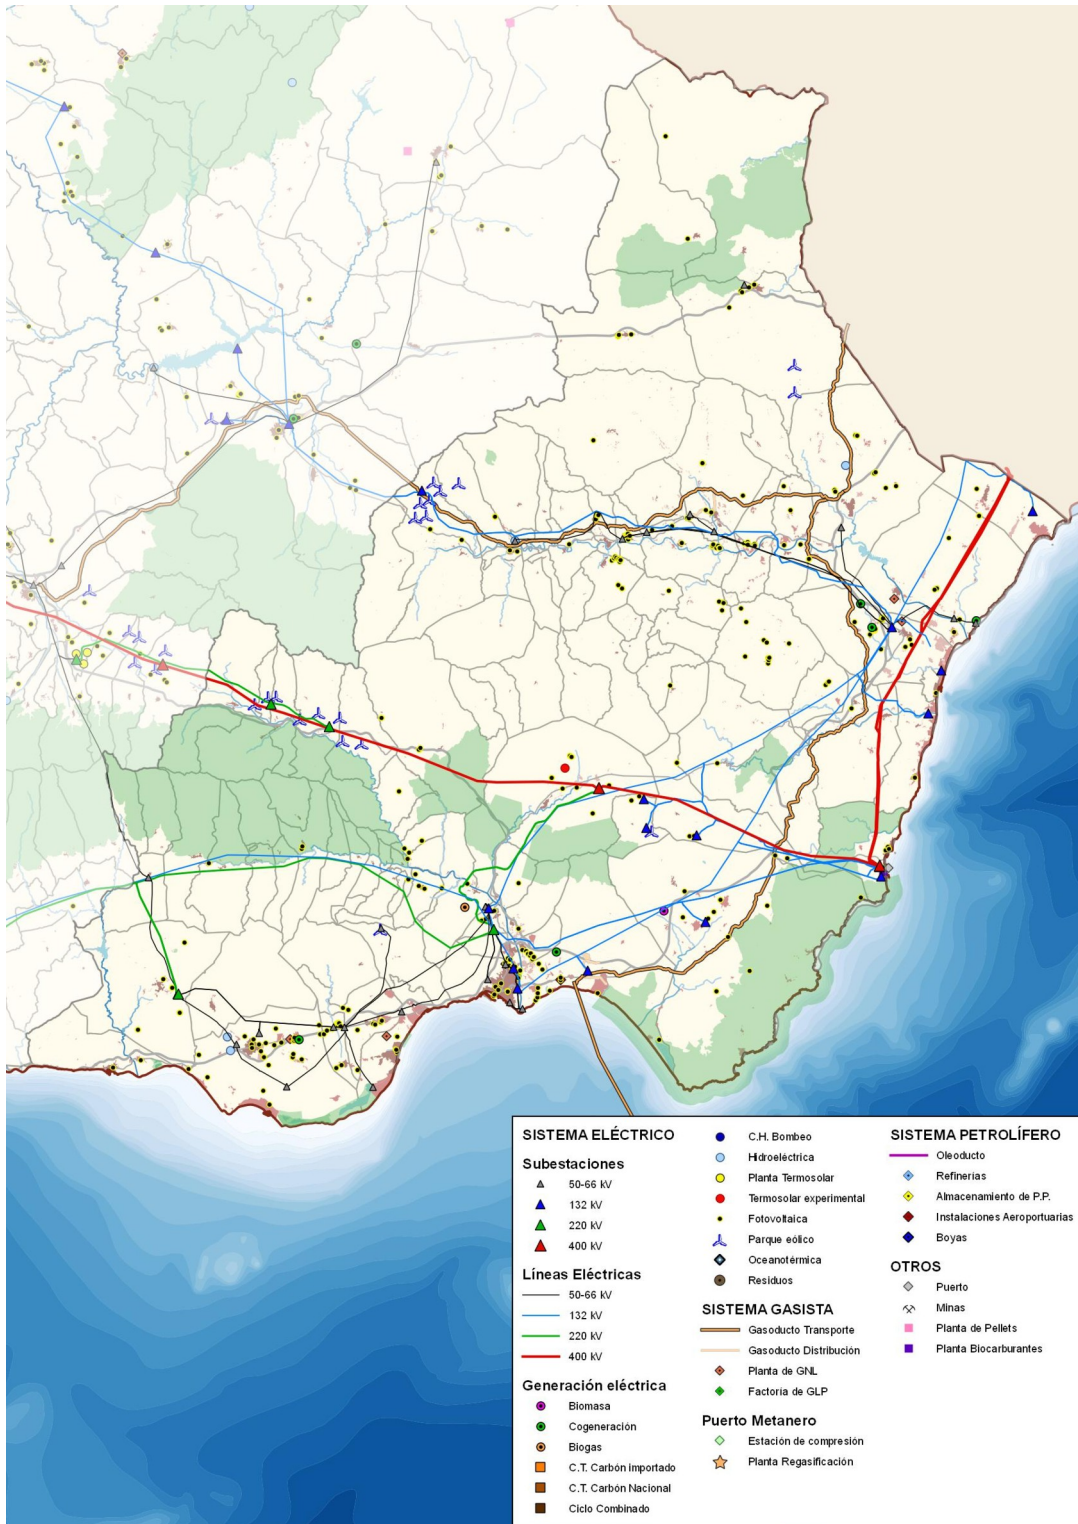 SISTEMA ELÉCTRICO
Subestaciones
50-66 kV
132 kV
220 kV
400 kV
Líneas Eléctricas
50-66 kV
132 kV
220 kV
400 kV
Generación eléctrica
Biomasa
Cogeneración
Biogas
C.T. Carbón importado
C.T. Carbón Nacional
Ciclo Combinado
C.H. Bombeo
Hidroeléctrica
Planta Termosolar
Termosolar experimental
Fotovoltaica
Parque eólico
Oceanotérmica
Residuos
SISTEMA GASISTA
Gasoducto Transporte
Gasoducto Distribución
Planta de GNL
Factoría de GLP
Puerto Metanero
Estación de compresión
Planta Regasificación
SISTEMA PETROLÍFERO
Oleoducto
Refinerías
Almacenamiento de P.P.
Instalaciones Aeroportuarias
Boyas
OTROS
Puerto
Minas
Planta de Pellets
Planta Biocarburantes